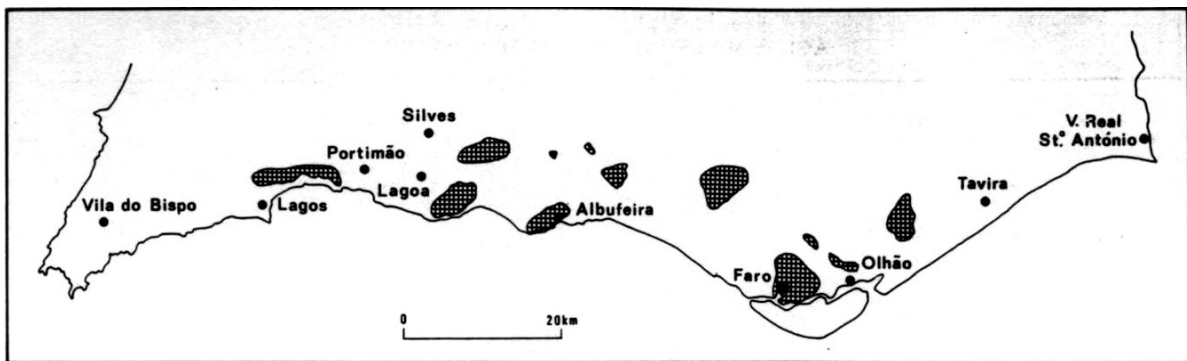 Silves
Portimão
Lagoa
Vila do Bispo
Lagos
Albufeira
Faro
Olhão
Tavira
V. Real
St.º António
0 20km